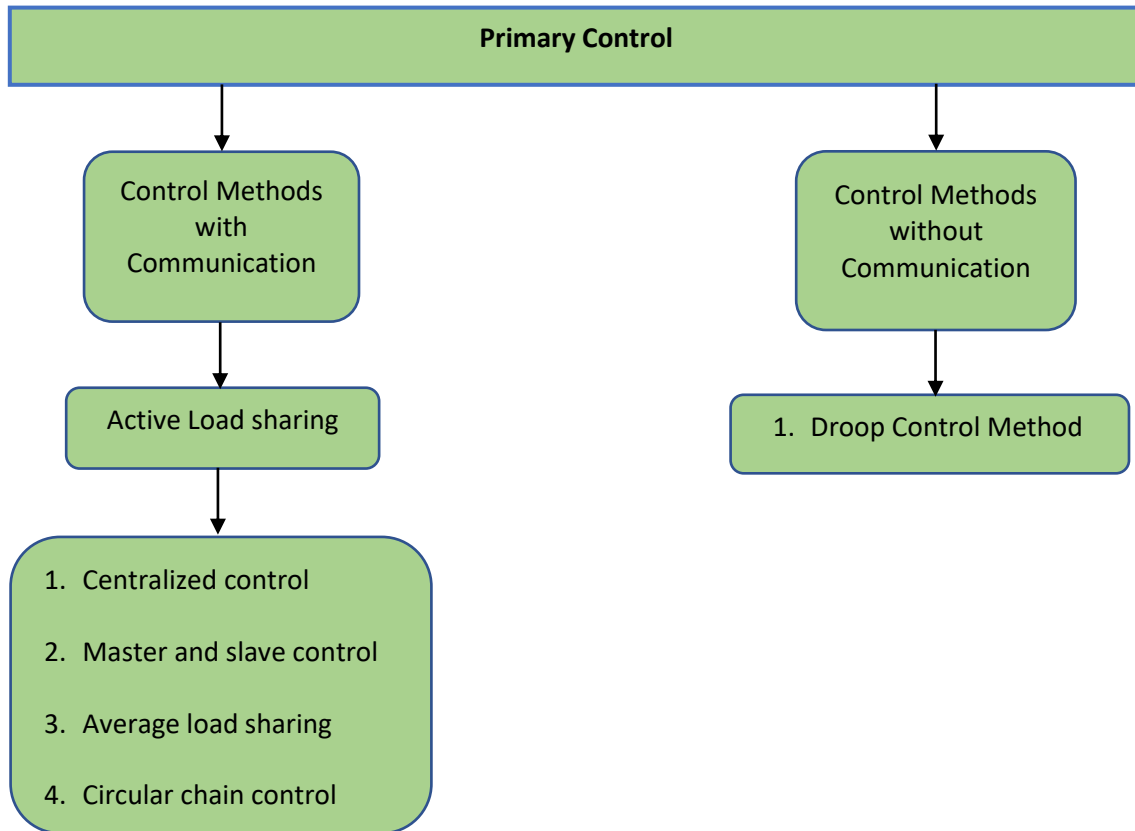 Primary Control
Control Methods
with
Communication
Control Methods
without
Communication
Active Load sharing
1. Droop Control Method
1. Centralized control
2. Master and slave control
3. Average load sharing
4. Circular chain control